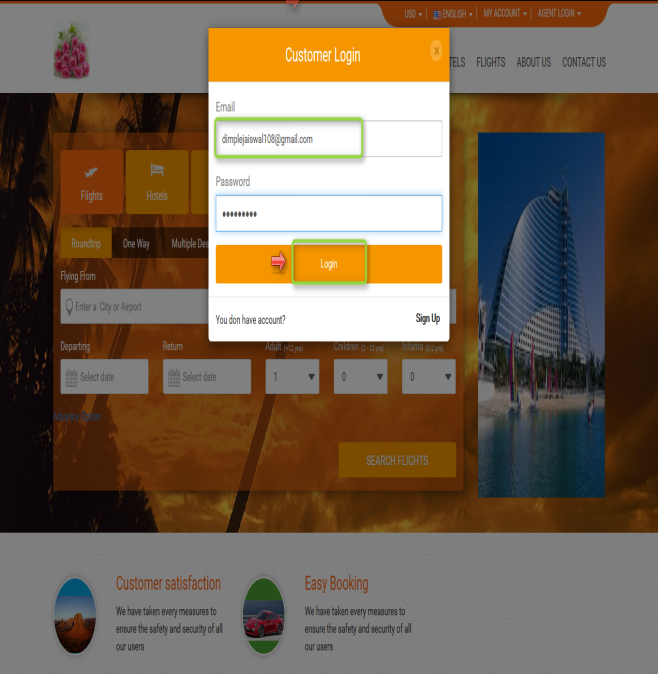 USD ENGLISH MY ACCOUNT AGENT LOGIN
TELS FLIGHTS ABOUT US CONTACT US
Customer Login
x
Email
dimplejaiswal108@gmail.com
Password
•••••••••
Login
You don have account? Sign Up
Flights Hotels
Roundtrip One Way Multiple Des
Flying From
Enter a City or Airport
Departing Return Adult (+12 yrs) Children (2 - 12 yrs) Infants (0-2 yrs)
Select date Select date 1 0 0
SEARCH FLIGHTS
Customer satisfaction
We have taken every measures to
ensure the safety and security of all
our users
Easy Booking
We have taken every measures to
ensure the safety and security of all
our users